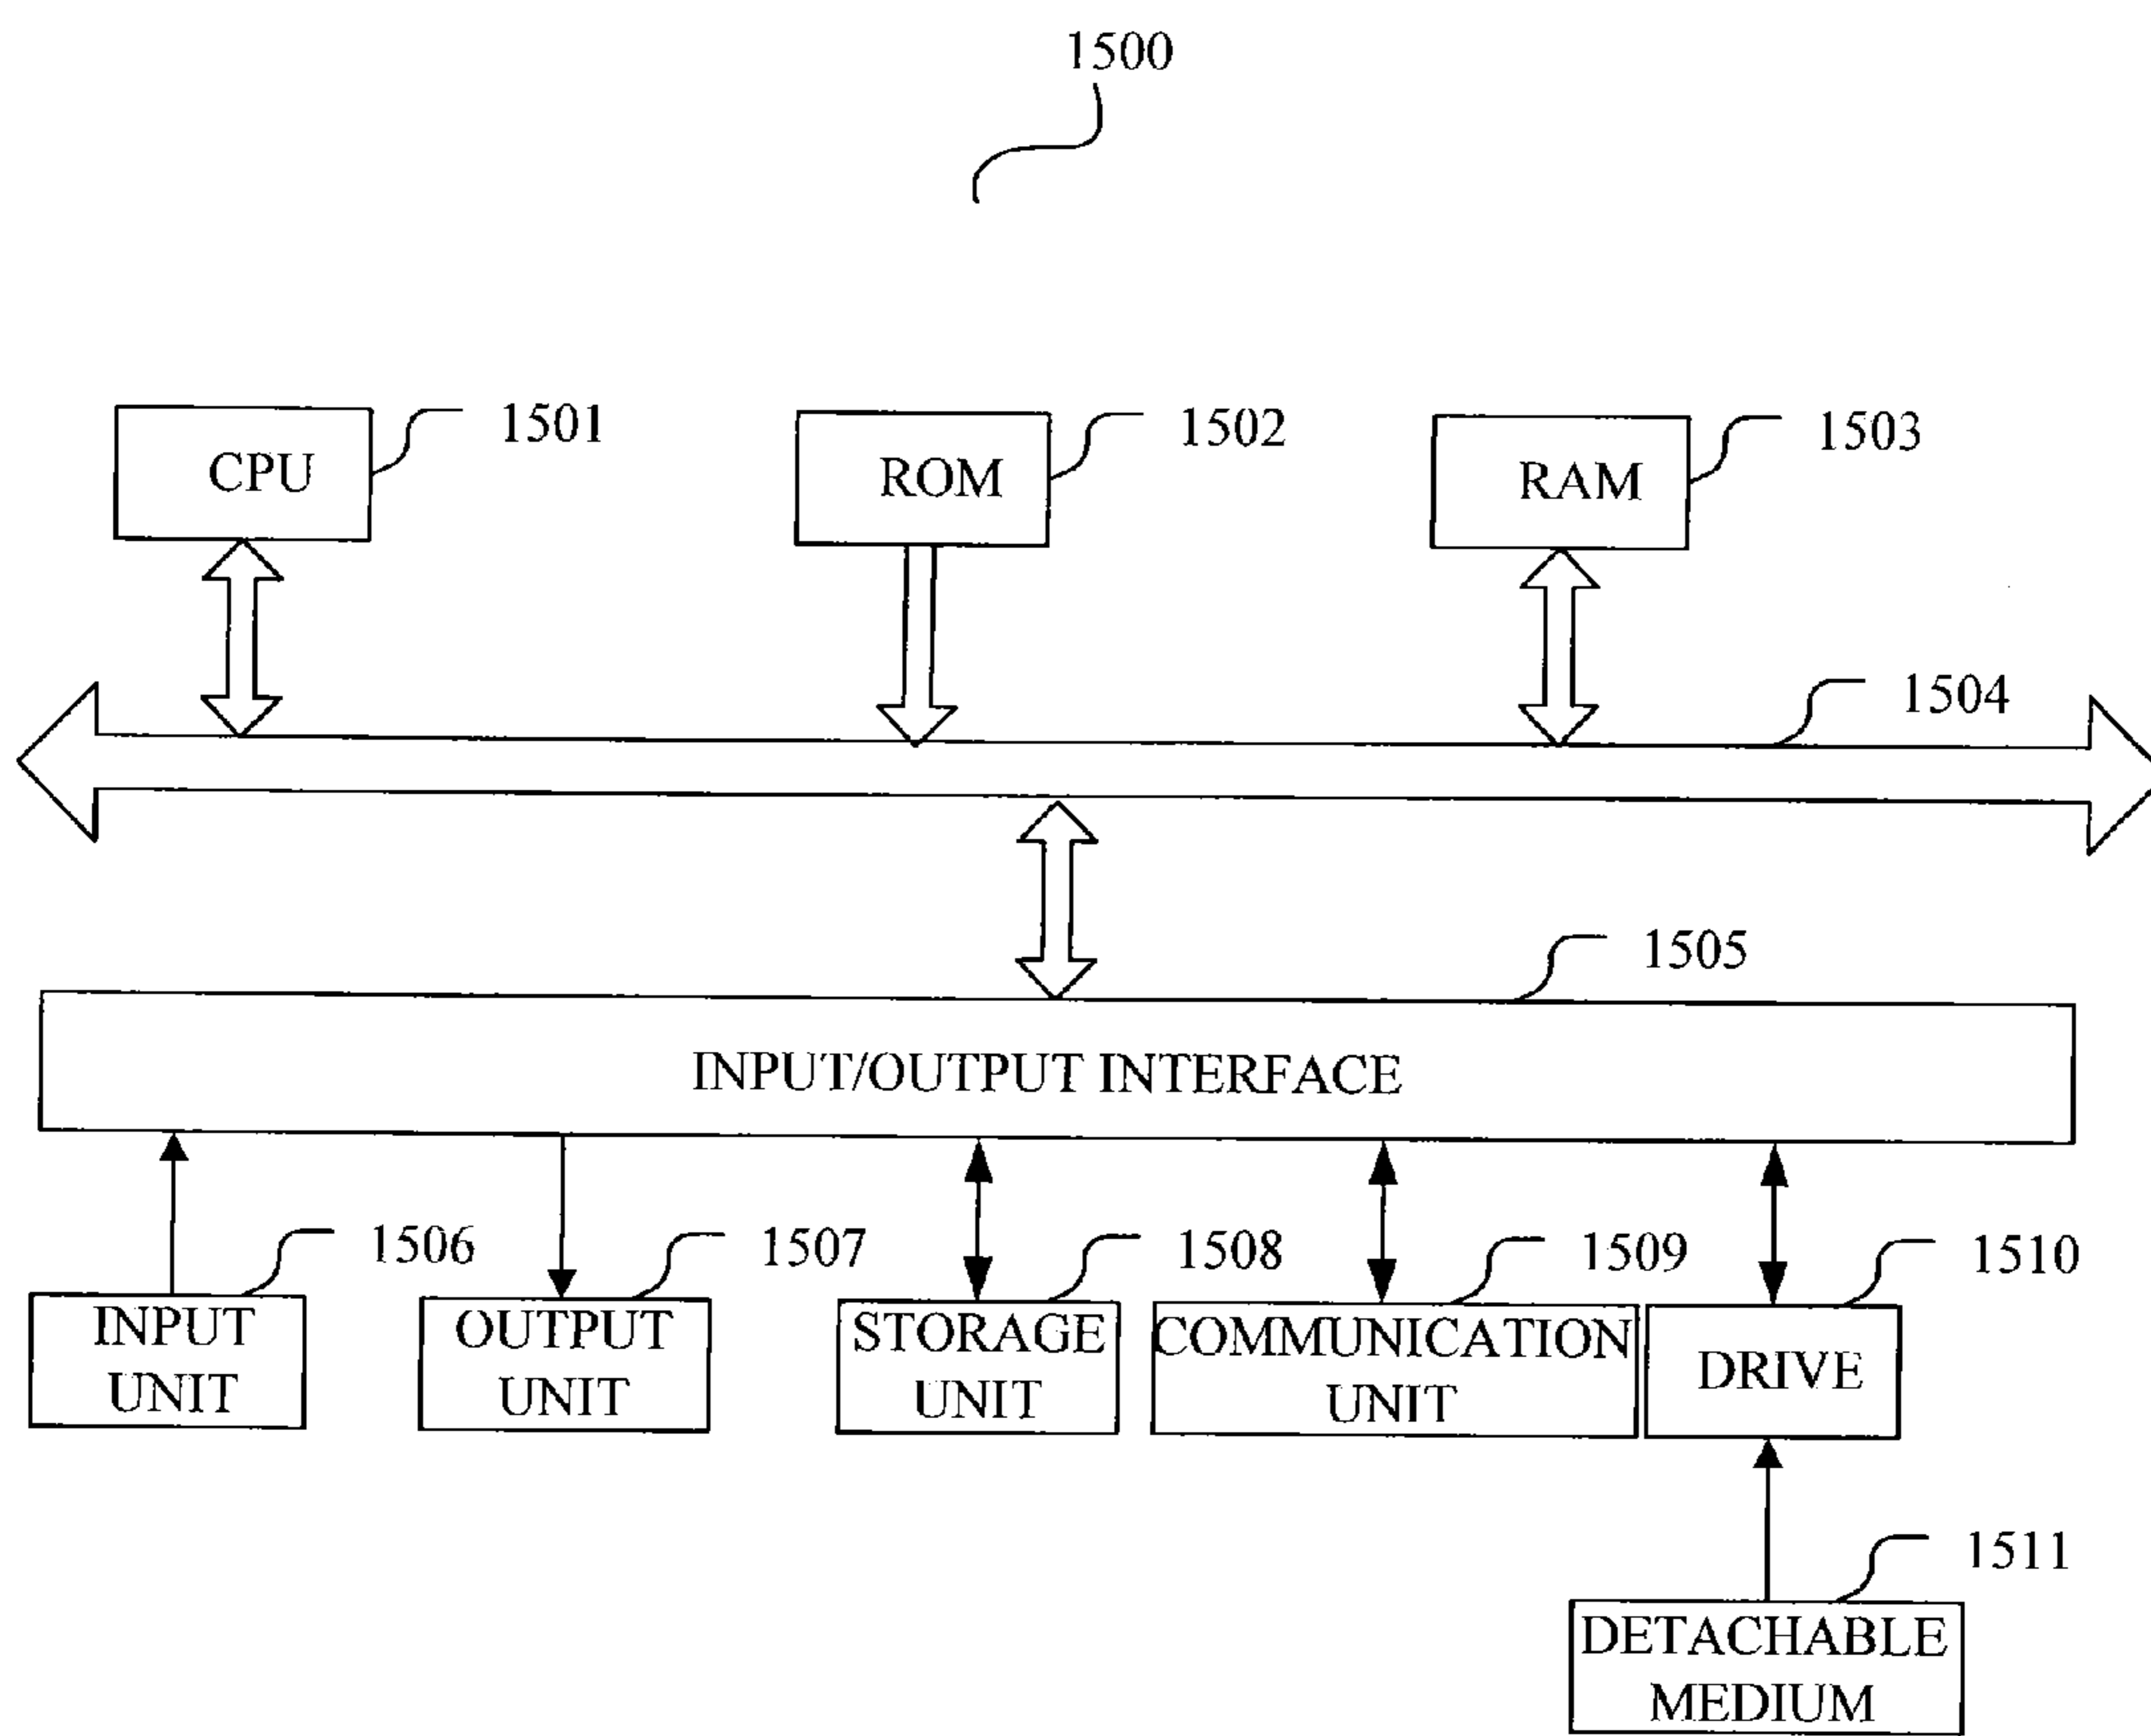 1500
CPU
1501
ROM
1502
RAM
1503
1504
1505
INPUT/OUTPUT INTERFACE
1506
1507
1508
1509
1510
INPUT
UNIT
OUTPUT
UNIT
STORAGE
UNIT
COMMUNICATION
UNIT
DRIVE
1511
DETACHABLE
MEDIUM